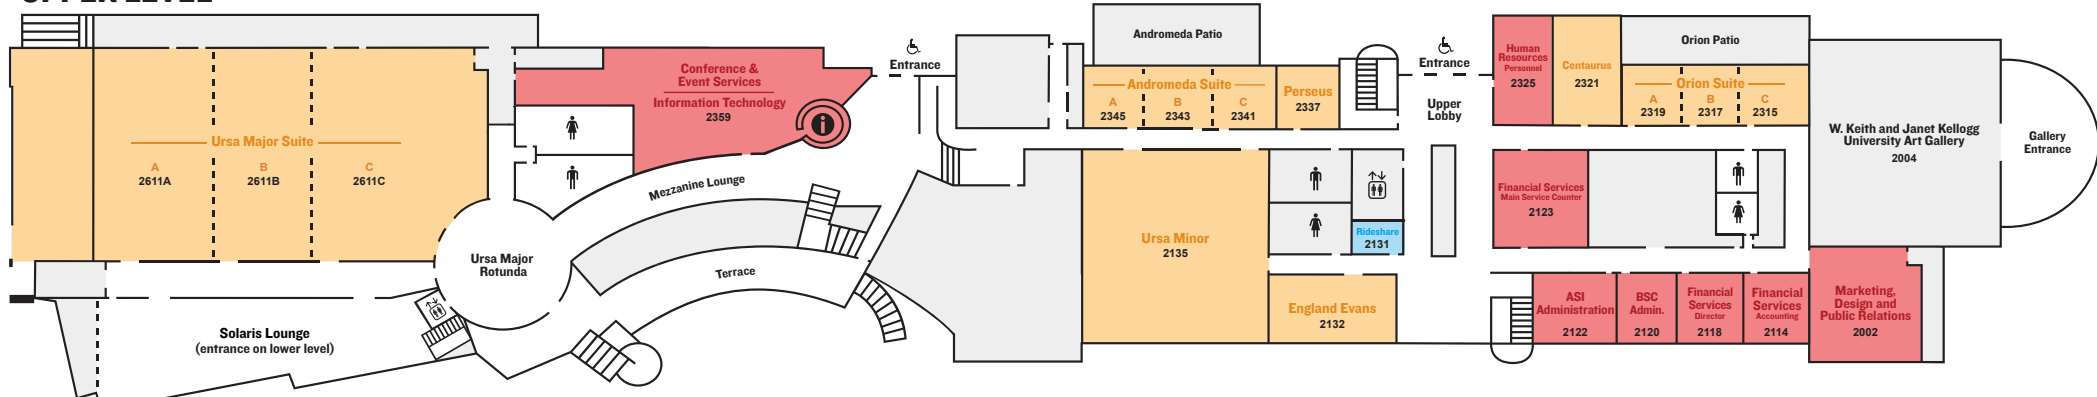 UPPER LEVEL
Ursa Major Suite
A
2611A
B
2611B
C
2611C
Solaris Lounge
(entrance on lower level)
Ursa Major
Rotunda
Conference &
Event Services
Information Technology
2359
i
Mezzanine Lounge
Terrace
Entrance
Andromeda Patio
Andromeda Suite
A
2345
B
2343
C
2341
Perseus
2337
Ursa Minor
2135
Rideshare
2131
England Evans
2132
Entrance
Upper
Lobby
Human
Resources
Personnel
2325
Centaurus
2321
Orion Patio
Orion Suite
A
2319
B
2317
C
2315
Financial Services
Main Service Counter
2123
ASI
Administration
2122
BSC
Admin.
2120
Financial
Services
Director
2118
Financial
Services
Accounting
2114
W. Keith and Janet Kellogg
University Art Gallery
2004
Marketing,
Design and
Public Relations
2002
Gallery
Entrance